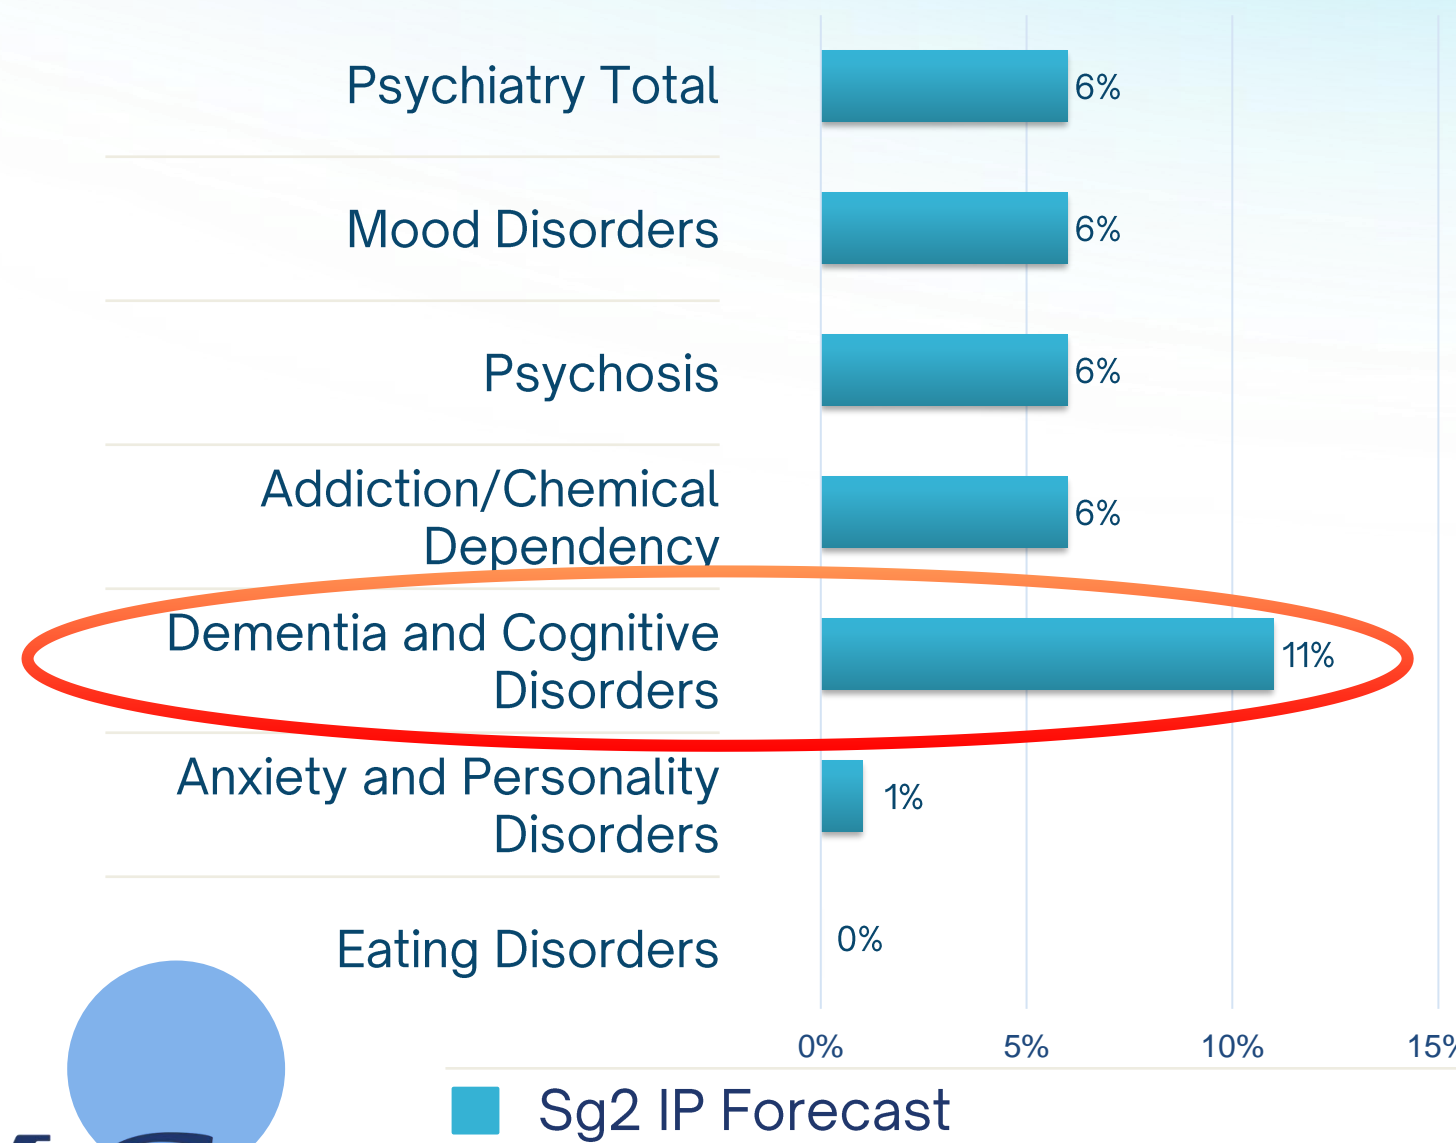 Psychiatry Total
6%
Mood Disorders
6%
Psychosis
6%
Addiction/Chemical
Dependency
6%
Dementia and Cognitive
Disorders
11%
Anxiety and Personality
Disorders
1%
Eating Disorders
0%
0% 5% 10% 15%
Sg2 IP Forecast